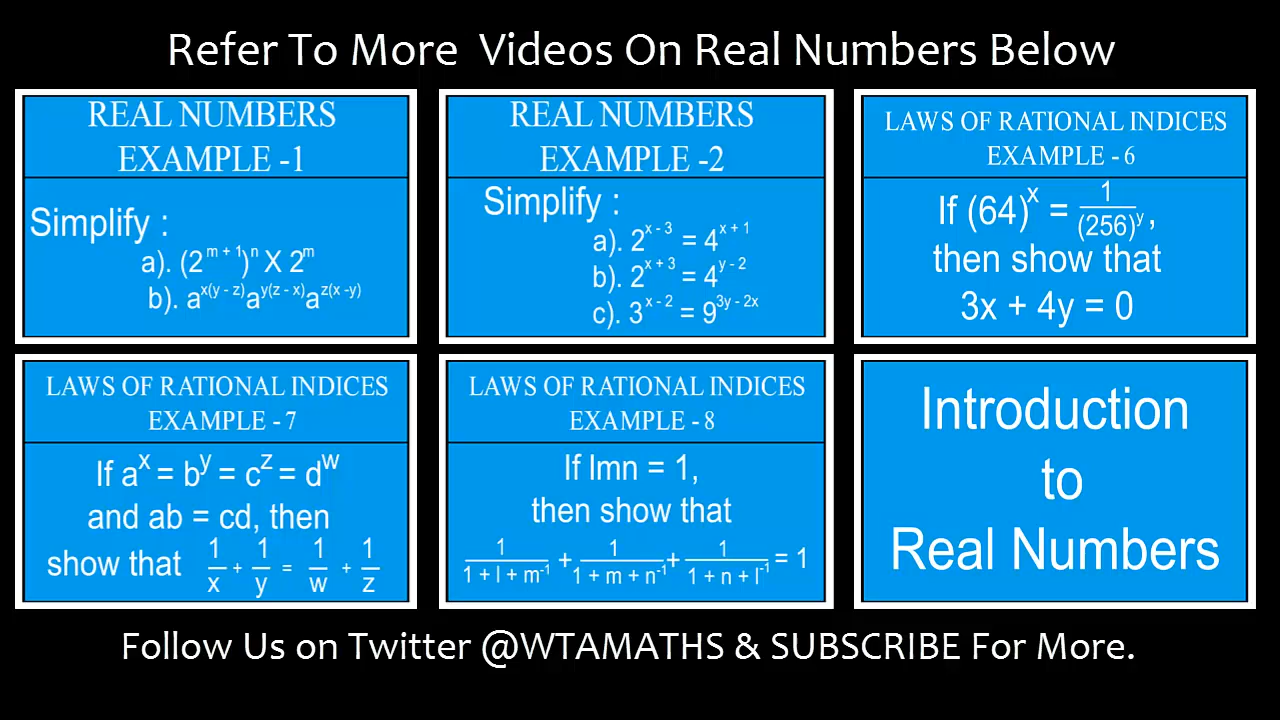 Refer To More Videos On Real Numbers Below
REAL NUMBERS
EXAMPLE -1
Simplify :
a). (2^{m + 1})^n X 2^m
b). a^{x(y - z)}a^{y(z - x)}a^{z(x -y)}
REAL NUMBERS
EXAMPLE -2
Simplify :
a). 2^{x - 3} = 4^{x + 1}
b). 2^{x + 3} = 4^{y - 2}
c). 3^{x - 2} = 9^{3y - 2x}
LAWS OF RATIONAL INDICES
EXAMPLE - 6
If (64)^x = 1/(256)^y,
then show that
3x + 4y = 0
LAWS OF RATIONAL INDICES
EXAMPLE - 7
If a^x = b^y = c^z = d^w
and ab = cd, then
show that 1/x + 1/y = 1/w + 1/z
LAWS OF RATIONAL INDICES
EXAMPLE - 8
If lmn = 1,
then show that
1/(1 + l + m^{-1}) + 1/(1 + m + n^{-1}) + 1/(1 + n + l^{-1}) = 1
Introduction
to
Real Numbers
Follow Us on Twitter @WTAMATHS & SUBSCRIBE For More.